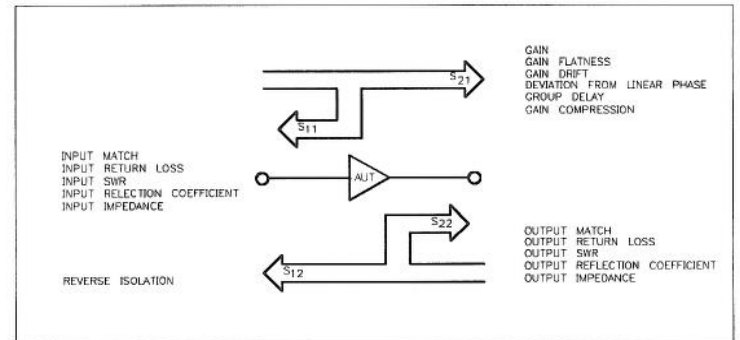 GAIN
GAIN FLATNESS
GAIN DRIFT
DEVIATION FROM LINEAR PHASE
GROUP DELAY
GAIN COMPRESSION
S21
S11
INPUT MATCH
INPUT RETURN LOSS
INPUT SWR
INPUT RELECTION COEFFICIENT
INPUT IMPEDANCE
AUT
S22
S12
OUTPUT MATCH
OUTPUT RETURN LOSS
OUTPUT SWR
OUTPUT REFLECTION COEFFICIENT
OUTPUT IMPEDANCE
REVERSE ISOLATION